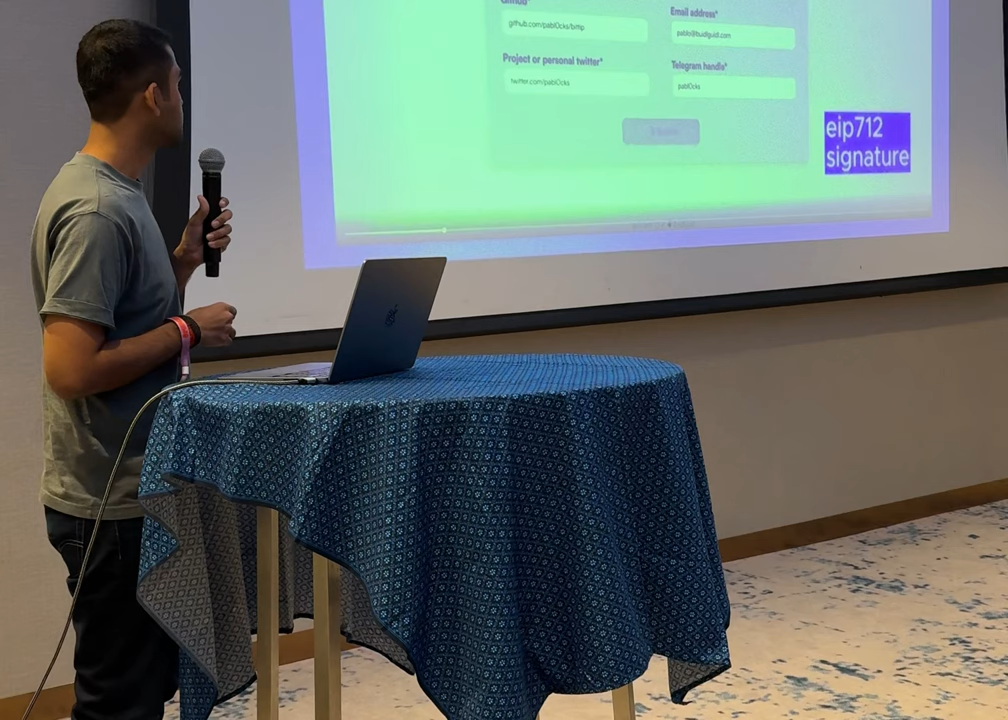 Github*
Email address*
github.com/pabl0cks/
pablo@buidlguidl.com
Project or personal twitter*
Telegram handle*
twitter.com/pabl0cks
pabl0cks
eip712
signature